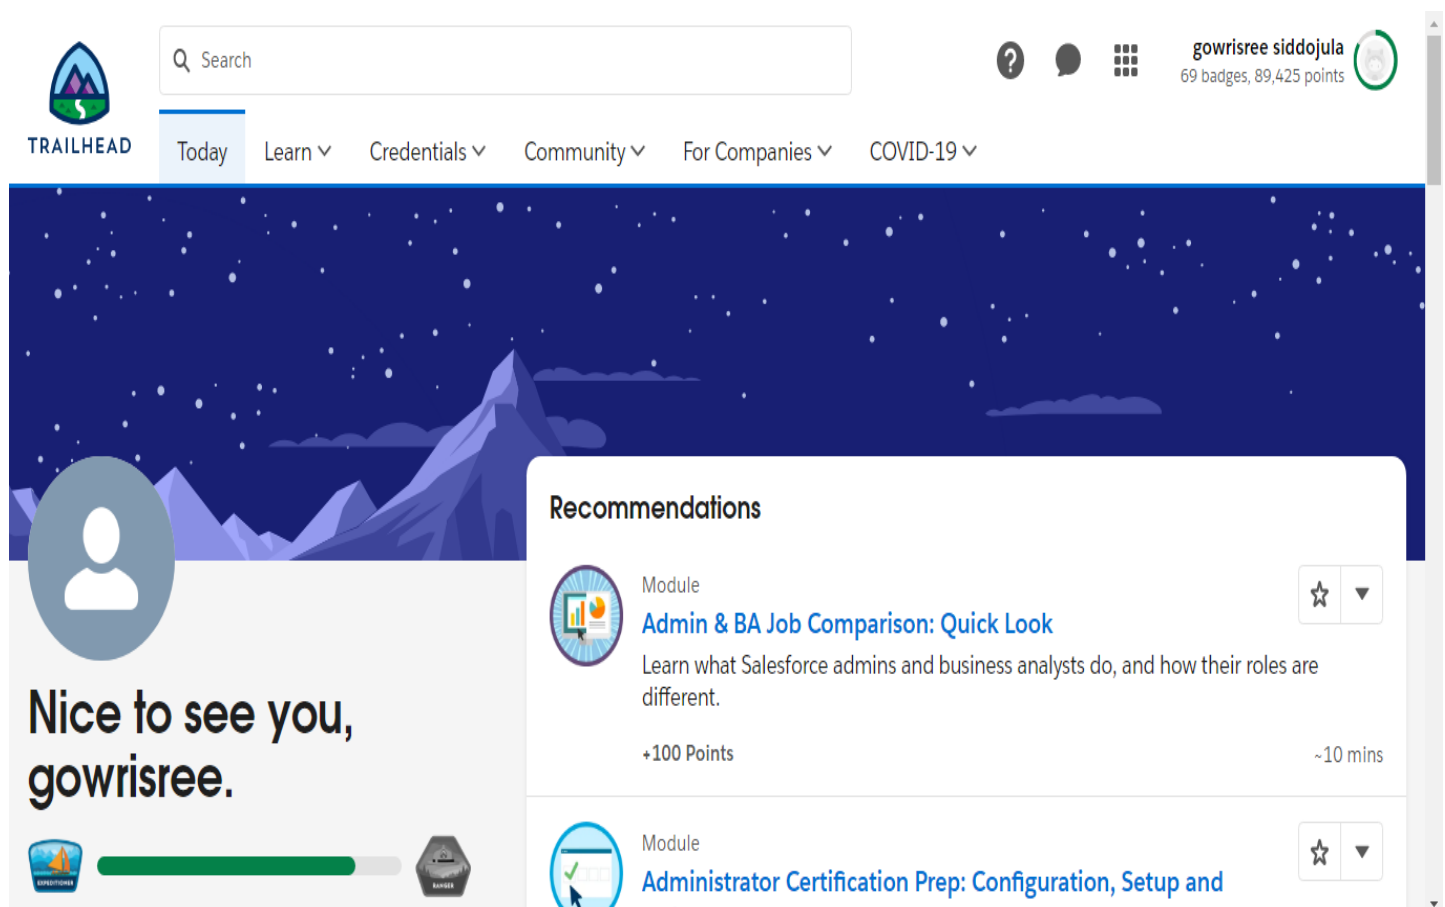 Search
gowrisree siddojula
69 badges, 89,425 points
TRAILHEAD
Today Learn Credentials Community For Companies COVID-19
Recommendations
Module
Admin & BA Job Comparison: Quick Look
Learn what Salesforce admins and business analysts do, and how their roles are
different.
+100 Points ~10 mins
Nice to see you,
gowrisree.
EXPEDITIONER RANGER
Module
Administrator Certification Prep: Configuration, Setup and